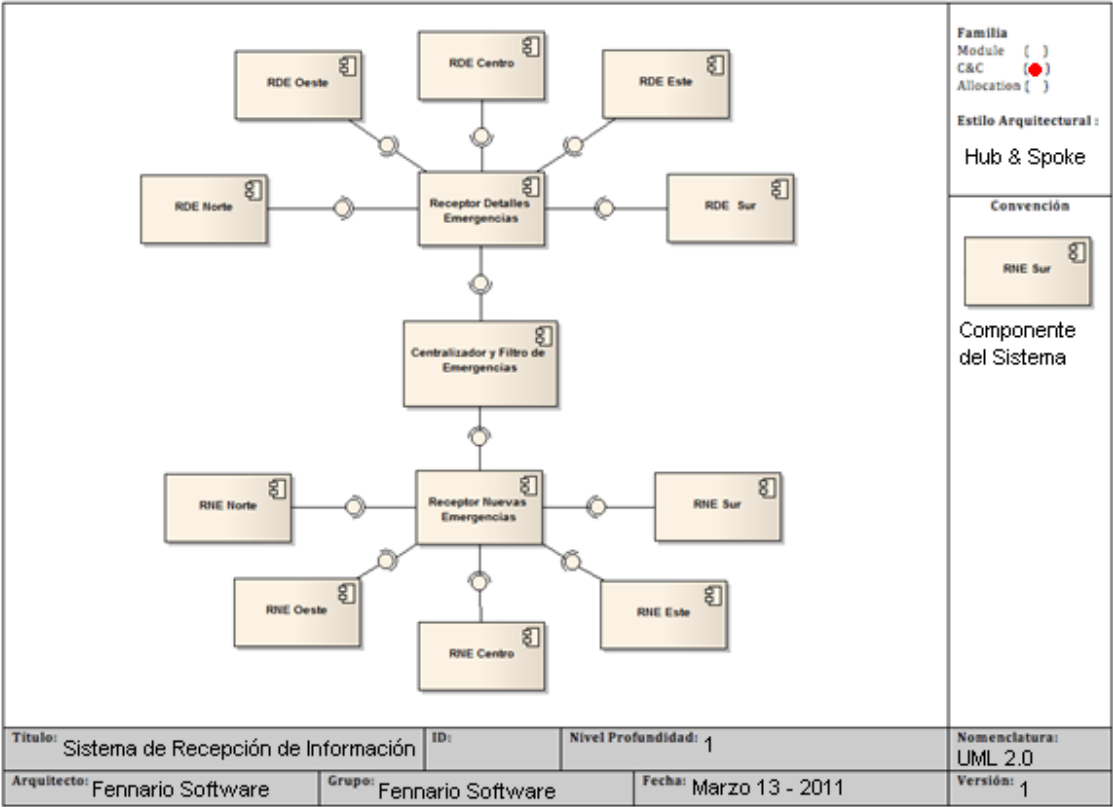 RDE Oeste
RDE Centro
RDE Este
RDE Norte
Receptor Detalles
Emergencias
RDE Sur
Centralizador y Filtro de
Emergencias
RNE Norte
Receptor Nuevas
Emergencias
RNE Sur
RNE Oeste
RNE Centro
RNE Este
Familia
Module ( )
C&C ( )
Allocation ( )
Estilo Arquitectural :
Hub & Spoke
Convención
RNE Sur
Componente
del Sistema
Título: Sistema de Recepción de Información
ID:
Nivel Profundidad: 1
Nomenclatura:
UML 2.0
Arquitecto: Fennario Software
Grupo: Fennario Software
Fecha: Marzo 13 - 2011
Versión: 1